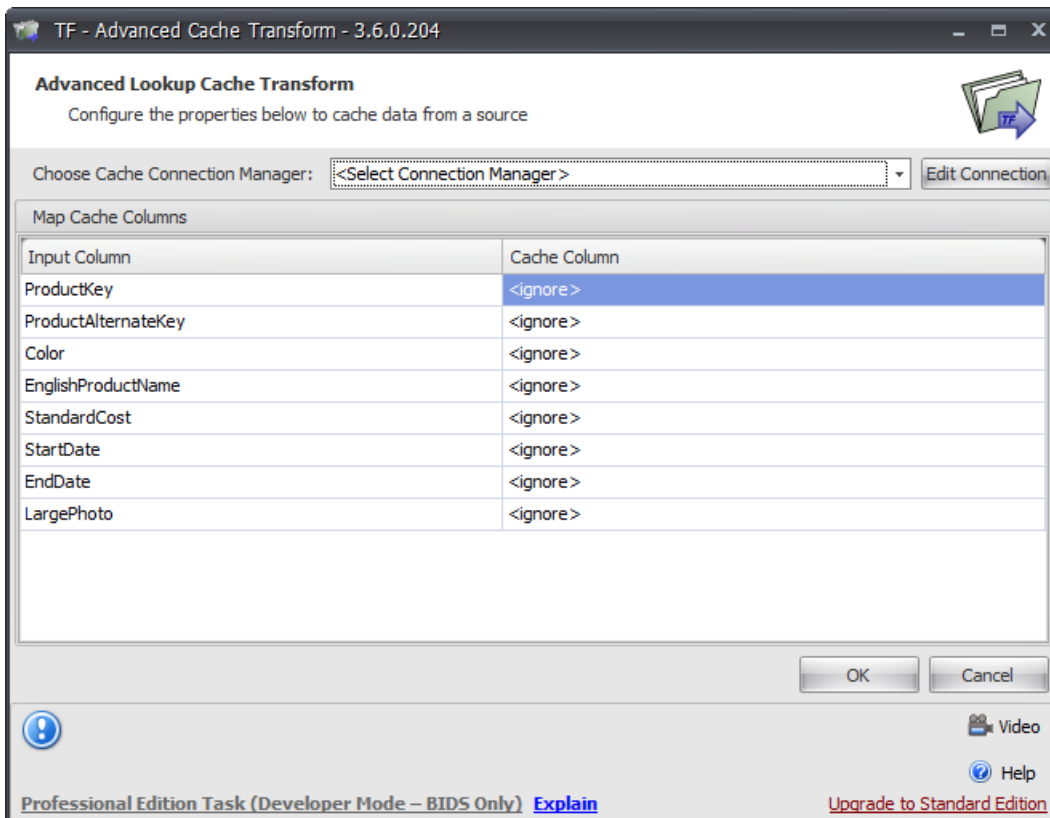 TF - Advanced Cache Transform - 3.6.0.204
Advanced Lookup Cache Transform
Configure the properties below to cache data from a source
TF
Choose Cache Connection Manager: <Select Connection Manager> Edit Connection
Map Cache Columns
Input Column Cache Column
ProductKey <ignore>
ProductAlternateKey <ignore>
Color <ignore>
EnglishProductName <ignore>
StandardCost <ignore>
StartDate <ignore>
EndDate <ignore>
LargePhoto <ignore>
OK Cancel
Video
Help
Professional Edition Task (Developer Mode – BIDS Only) Explain Upgrade to Standard Edition